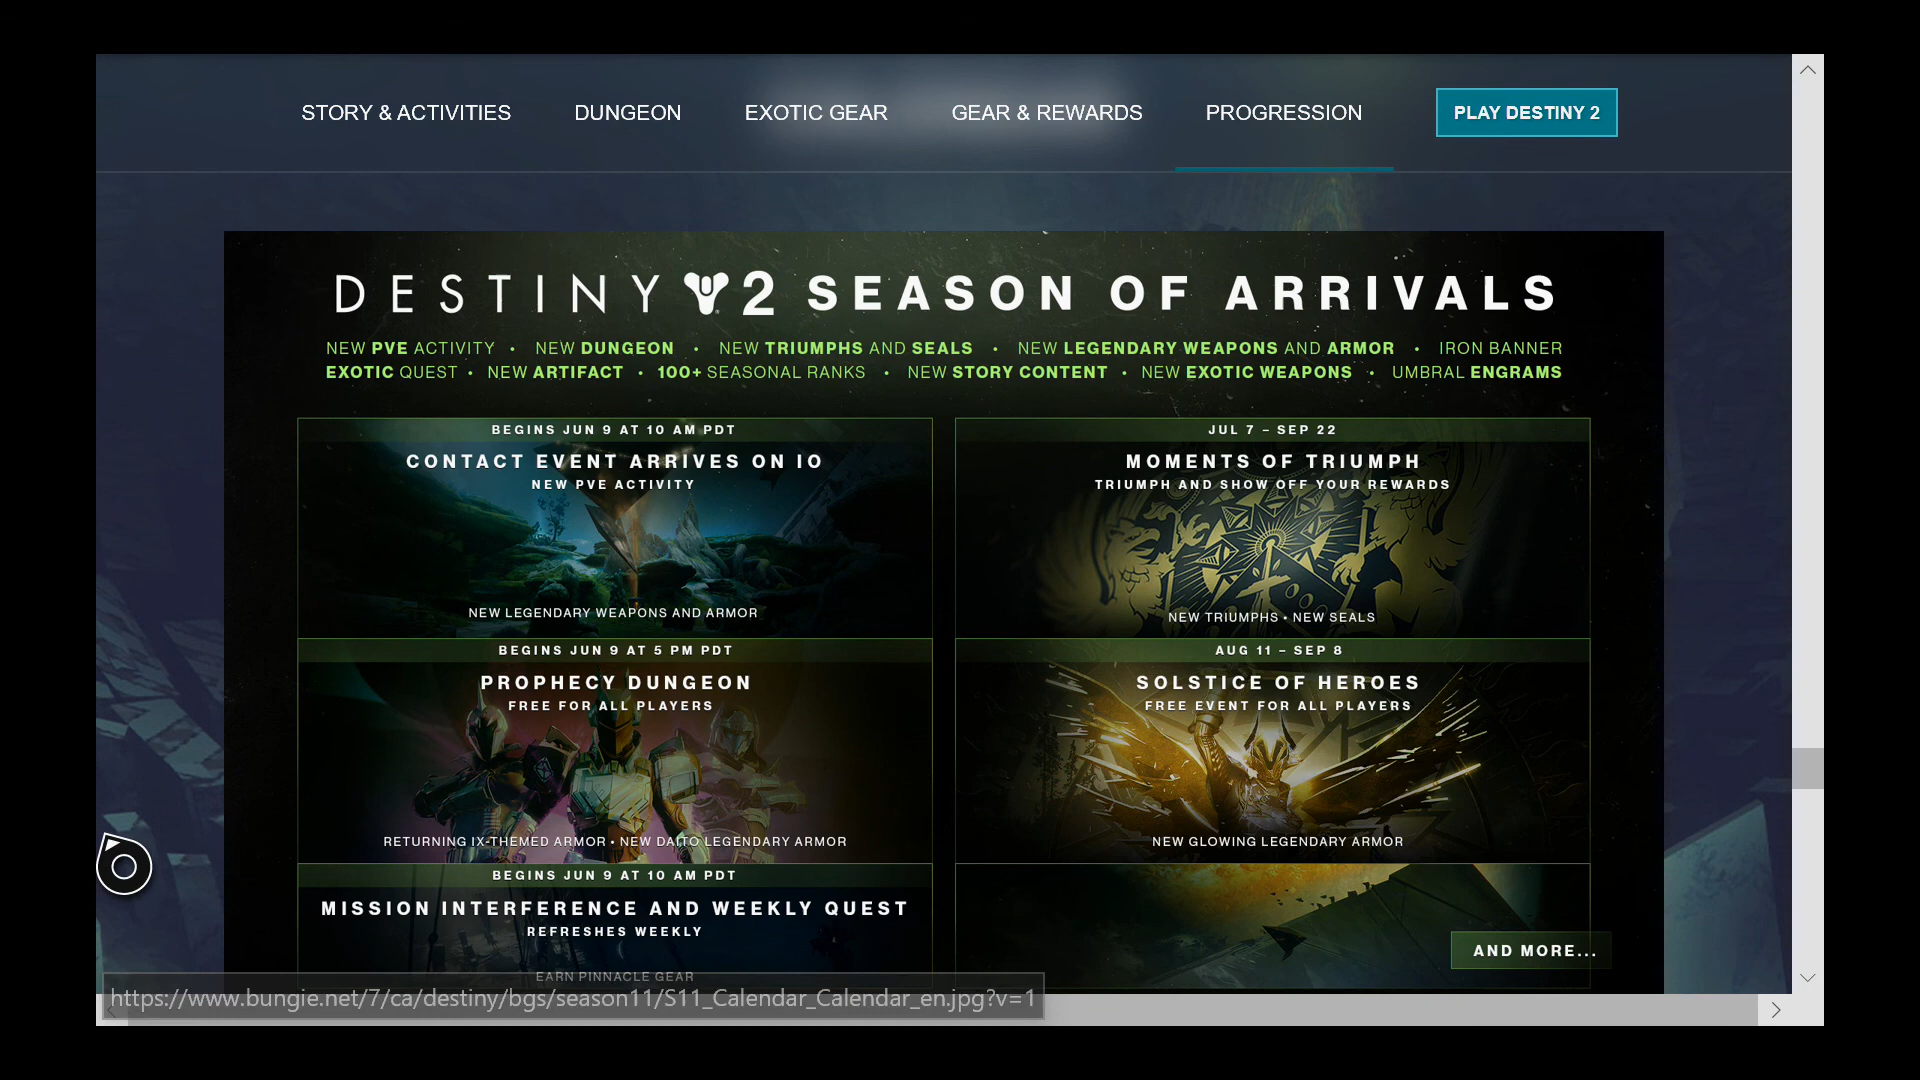 STORY & ACTIVITIES DUNGEON EXOTIC GEAR GEAR & REWARDS PROGRESSION PLAY DESTINY 2
DESTINY 2 SEASON OF ARRIVALS
NEW PVE ACTIVITY • NEW DUNGEON • NEW TRIUMPHS AND SEALS • NEW LEGENDARY WEAPONS AND ARMOR • IRON BANNER
EXOTIC QUEST • NEW ARTIFACT • 100+ SEASONAL RANKS • NEW STORY CONTENT • NEW EXOTIC WEAPONS • UMBRAL ENGRAMS
BEGINS JUN 9 AT 10 AM PDT
CONTACT EVENT ARRIVES ON IO
NEW PVE ACTIVITY
NEW LEGENDARY WEAPONS AND ARMOR
JUL 7 – SEP 22
MOMENTS OF TRIUMPH
TRIUMPH AND SHOW OFF YOUR REWARDS
NEW TRIUMPHS • NEW SEALS
BEGINS JUN 9 AT 5 PM PDT
PROPHECY DUNGEON
FREE FOR ALL PLAYERS
RETURNING IX-THEMED ARMOR • NEW DAITO LEGENDARY ARMOR
AUG 11 – SEP 8
SOLSTICE OF HEROES
FREE EVENT FOR ALL PLAYERS
NEW GLOWING LEGENDARY ARMOR
BEGINS JUN 9 AT 10 AM PDT
MISSION INTERFERENCE AND WEEKLY QUEST
REFRESHES WEEKLY
EARN PINNACLE GEAR
AND MORE...
https://www.bungie.net/7/ca/destiny/bgs/season11/S11_Calendar_Calendar_en.jpg?v=1